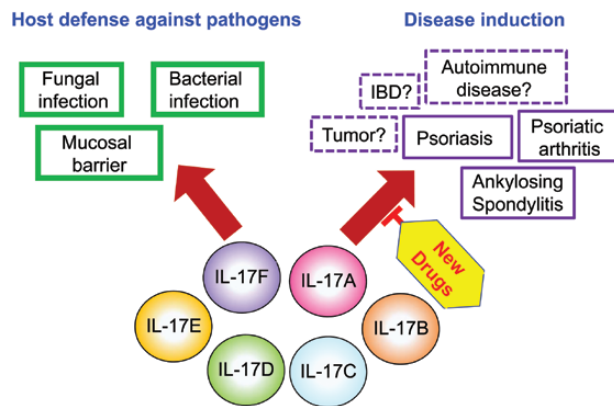 Host defense against pathogens
Disease induction
Fungal
infection
Bacterial
infection
Mucosal
barrier
IBD?
Autoimmune
disease?
Tumor?
Psoriasis
Psoriatic
arthritis
Ankylosing
Spondylitis
New
Drugs
IL-17F
IL-17A
IL-17E
IL-17B
IL-17D
IL-17C